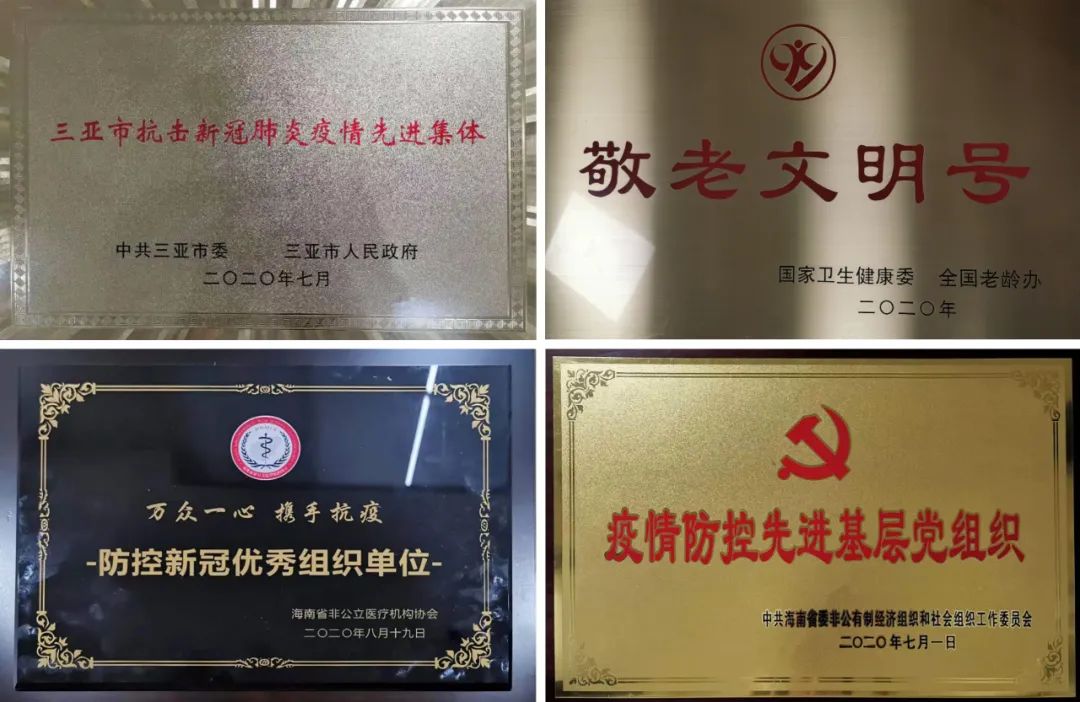 三亚市抗击新冠肺炎疫情先进集体
中共三亚市委 三亚市人民政府
二〇二〇年七月
敬老文明号
国家卫生健康委 全国老龄办
二〇二〇年
万众一心 携手抗疫
-防控新冠优秀组织单位-
海南省非公立医疗机构协会
二〇二〇年八月十九日
疫情防控先进基层党组织
中共海南省委非公有制经济组织和社会组织工作委员会
二〇二〇年七月一日